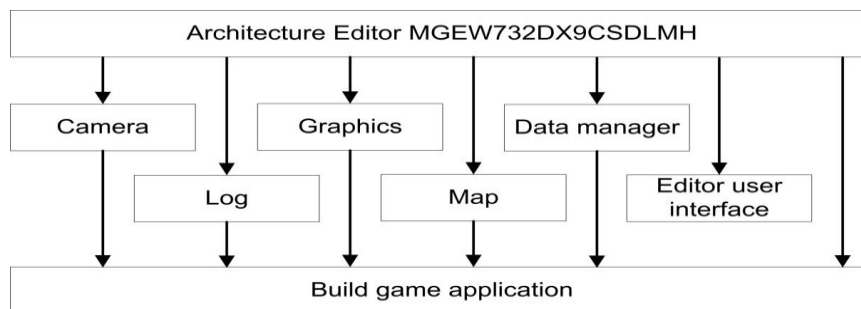 Architecture Editor MGEW732DX9CSDLMH
Camera
Graphics
Data manager
Log
Map
Editor user
interface
Build game application